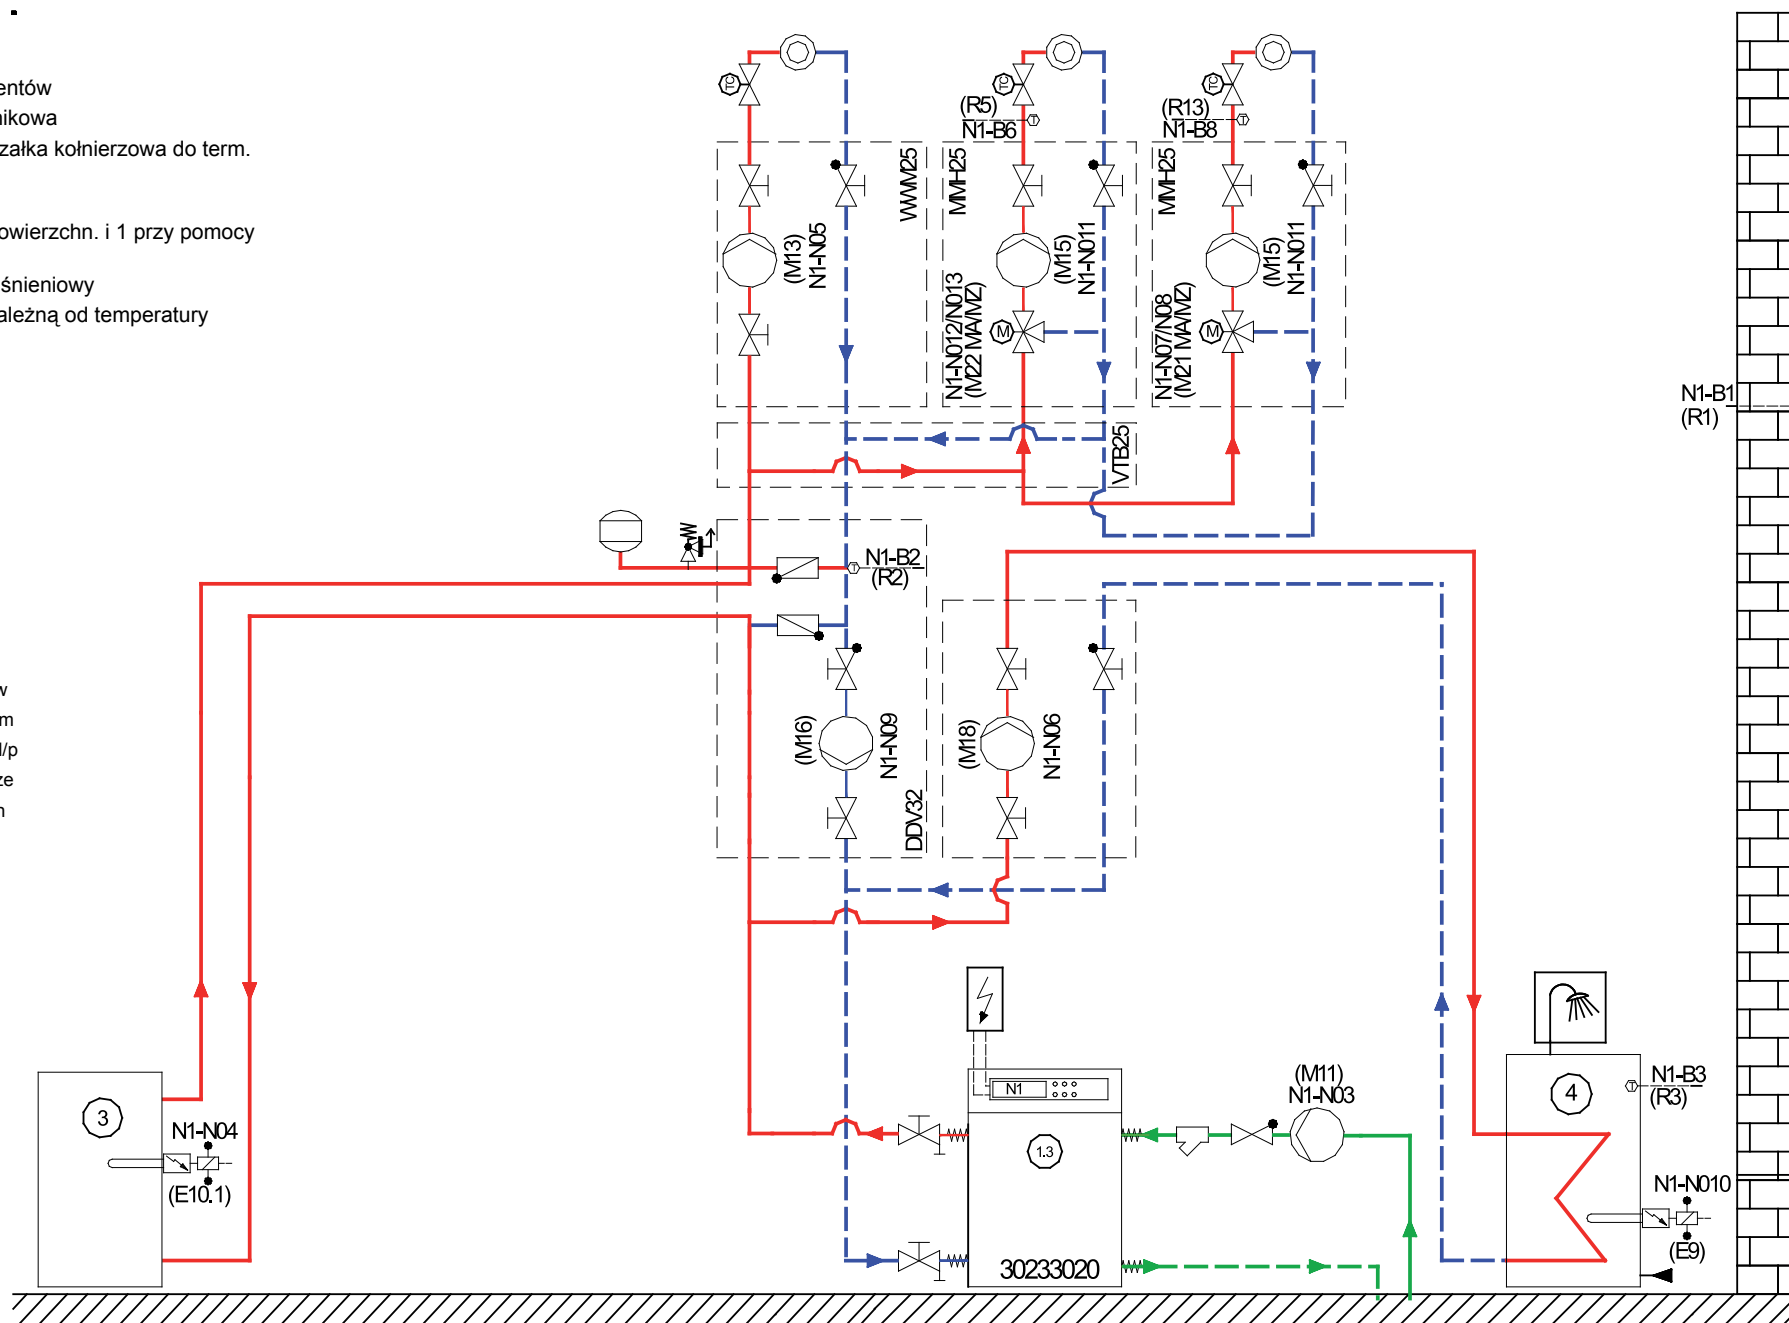 entów
nikowa
załka kołnierzowa do term.
owierzchn. i 1 przy pomocy
śnieniowy
ależną od temperatury
w
m
l/p
ze
n
TC
TC
TC
(R5)
N1-B6
(R13)
N1-B8
WWM25
MMH25
MMH25
(M13)
N1-N05
(M15)
N1-N011
(M15)
N1-N011
N1-N012/N013
(M22 MA/MZ)
N1-N07/N08
(M21 MA/MZ)
M
M
N1-B1
(R1)
VTB25
T
T
T
N1-B2
(R2)
(M16)
N1-N09
DDV32
(M18)
N1-N06
3
N1-N04
(E10.1)
N1
1.3
30233020
(M11)
N1-N03
4
T
N1-B3
(R3)
N1-N010
(E9)